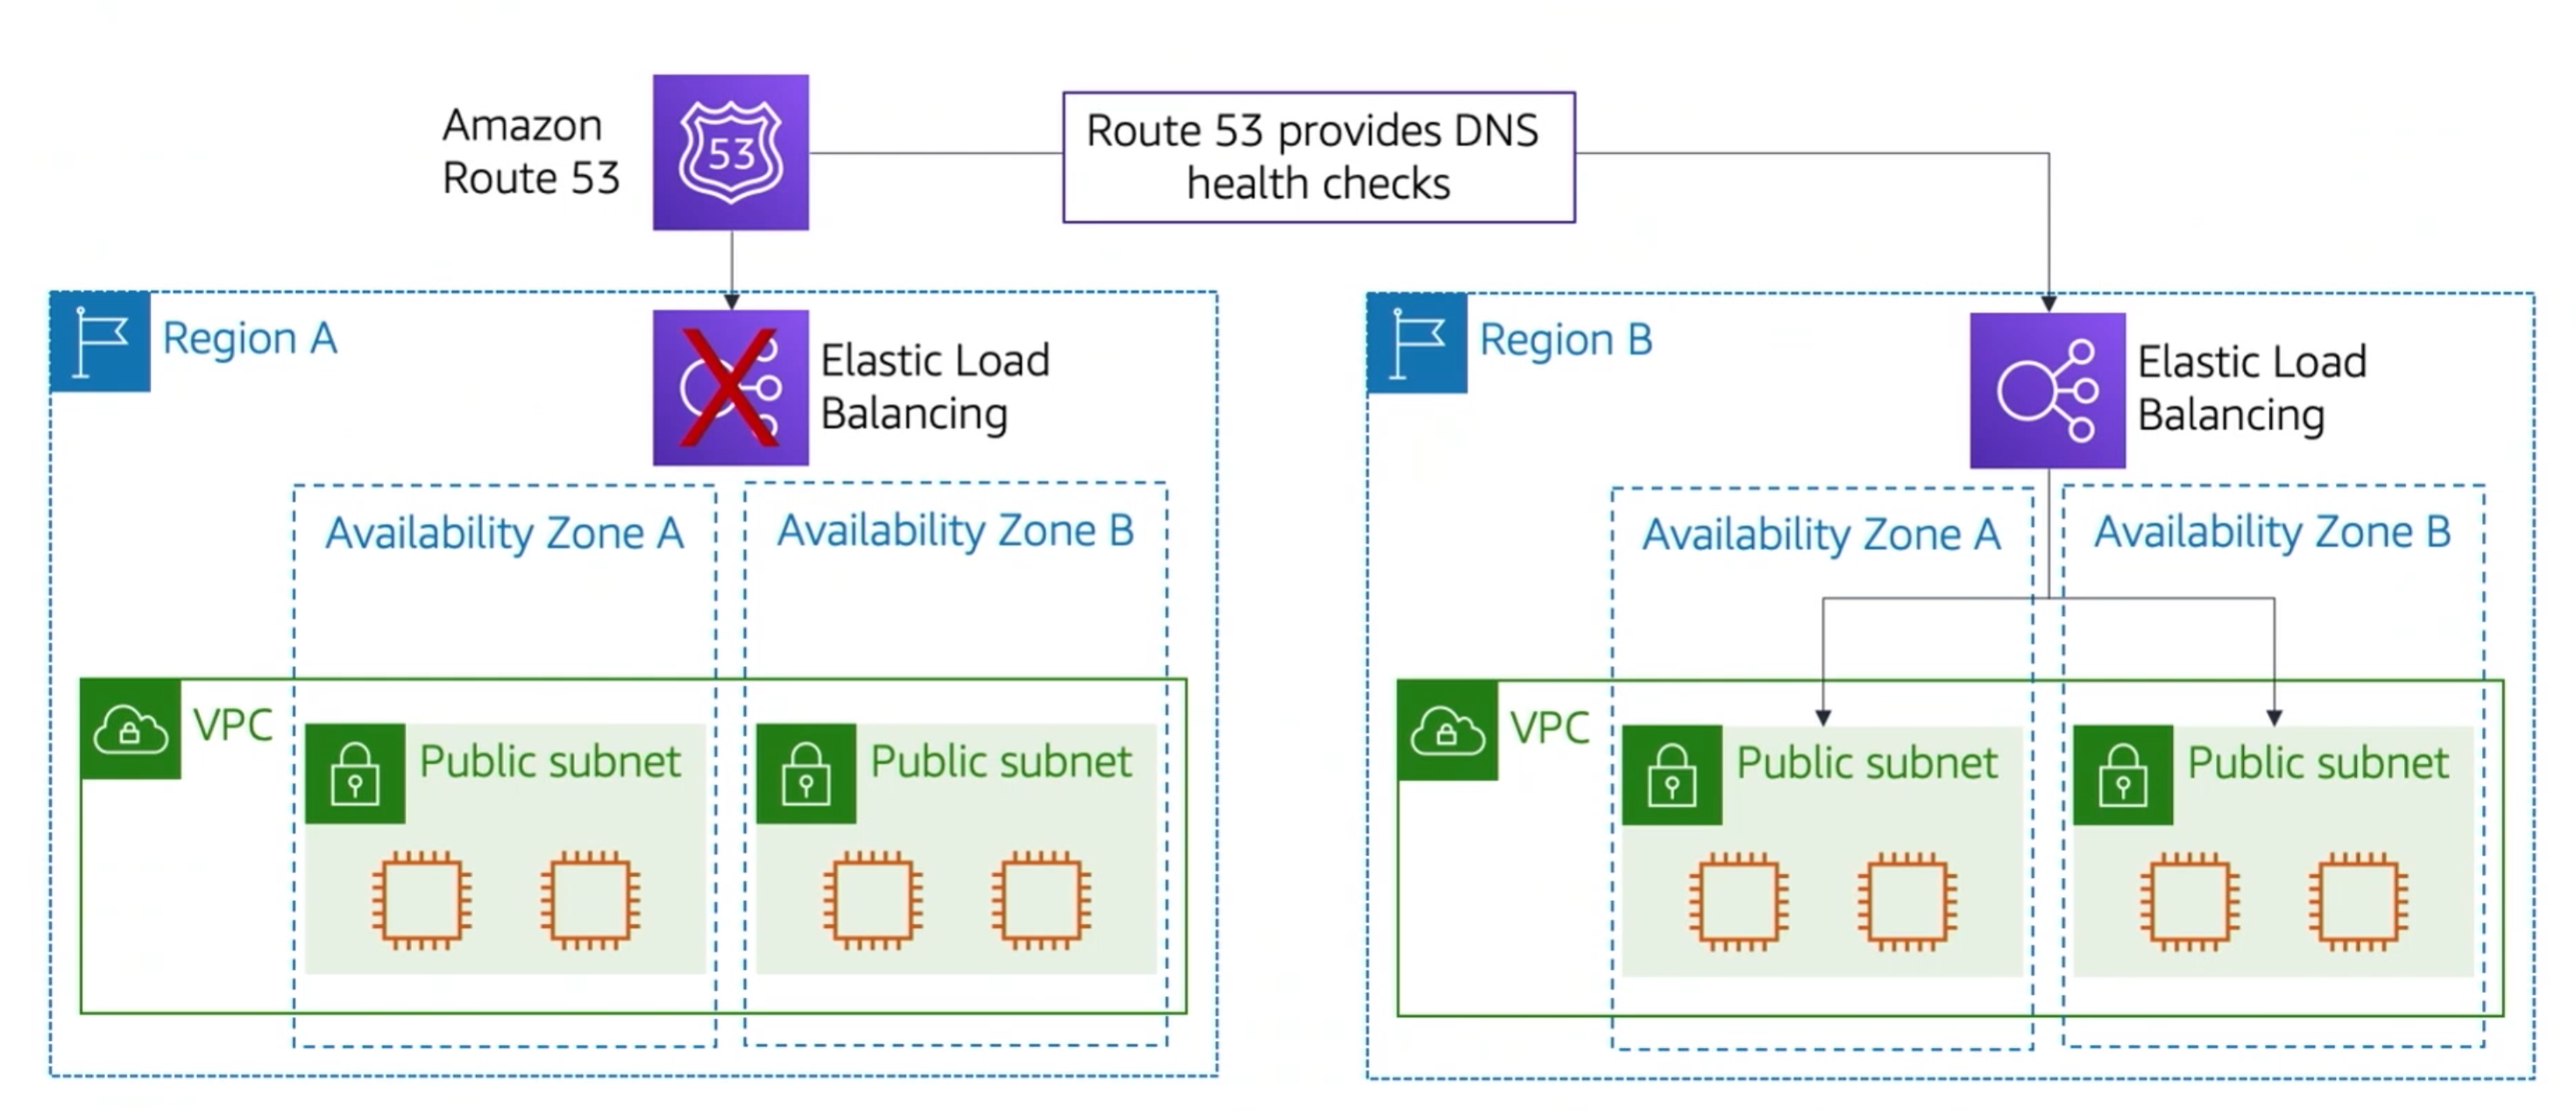 Amazon
Route 53
53
Route 53 provides DNS
health checks
Region A
Elastic Load
Balancing
Availability Zone A
Availability Zone B
VPC
Public subnet
Public subnet
Region B
Elastic Load
Balancing
Availability Zone A
Availability Zone B
VPC
Public subnet
Public subnet